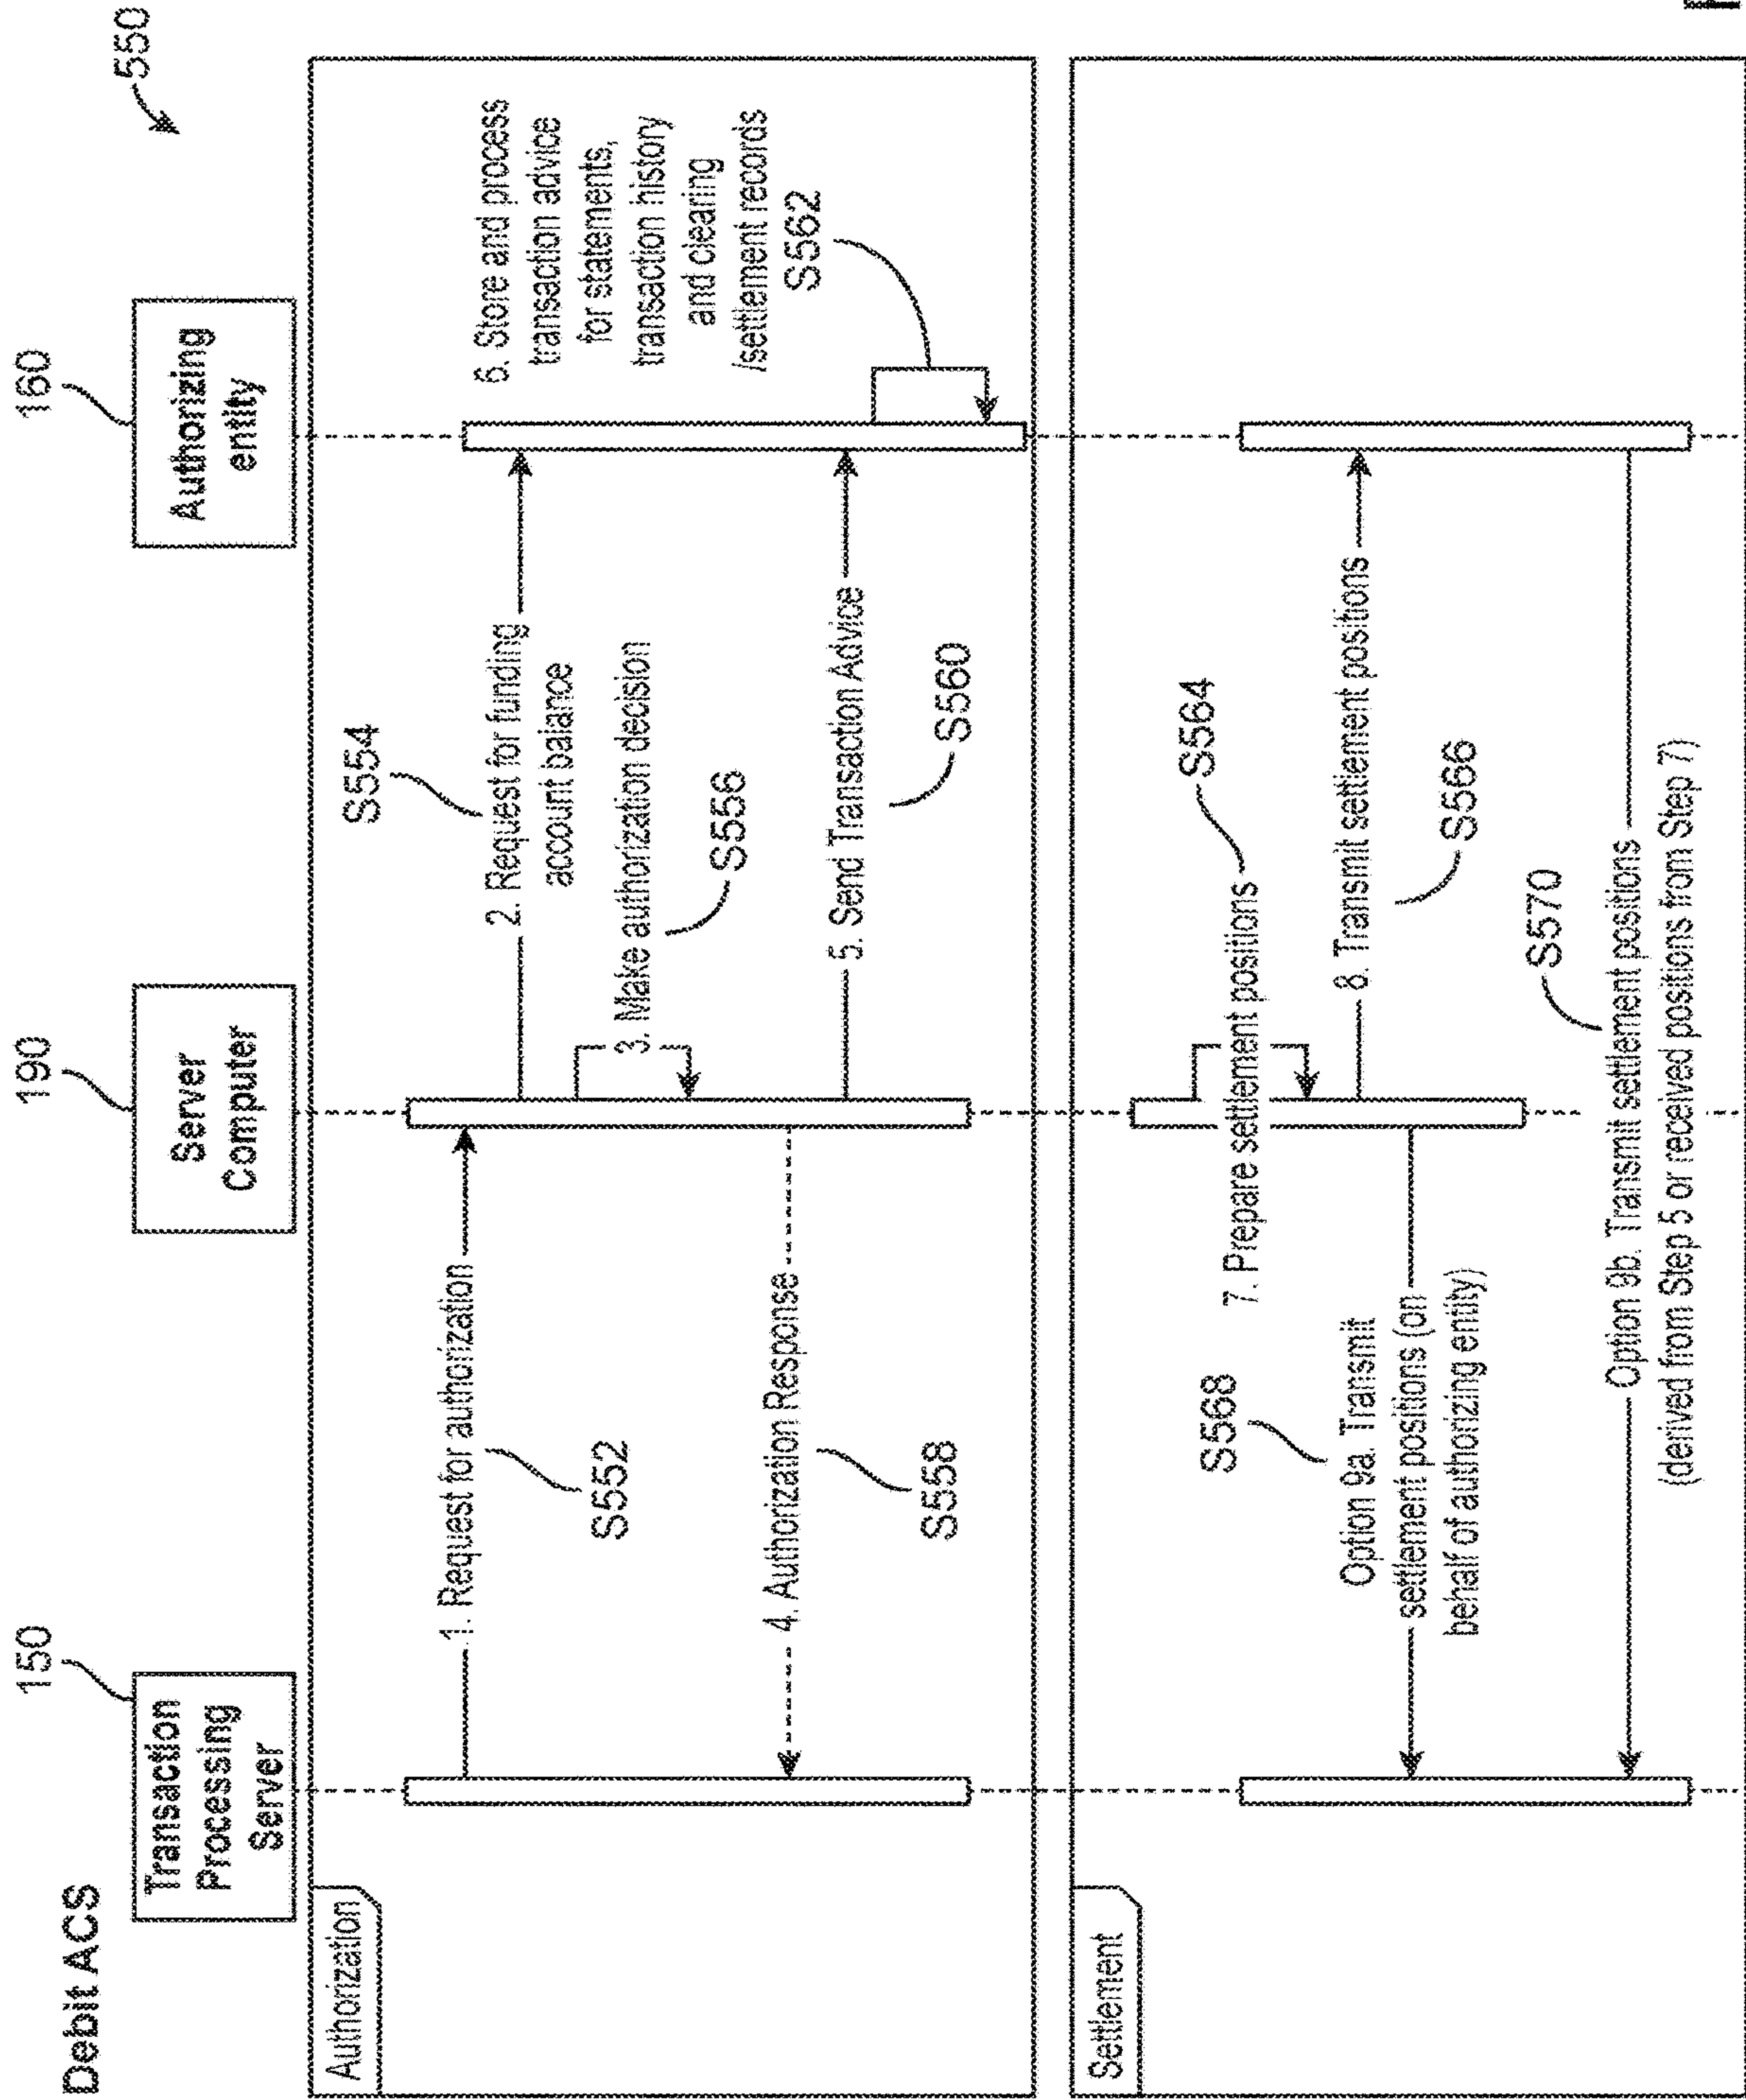 Debit ACS
550
150
Transaction
Processing
Server
190
Server
Computer
160
Authorizing
entity
Authorization
1. Request for authorization
S552
S554
2. Request for funding
account balance
3. Make authorization decision
S556
4. Authorization Response
S558
5. Send Transaction Advice
S560
6. Store and process
transaction advice
for statements,
transaction history
and clearing
/settlement records
S562
Settlement
S564
7. Prepare settlement positions
8. Transmit settlement positions
S566
S568
Option 9a. Transmit
settlement positions (on
behalf of authorizing entity)
S570
Option 9b. Transmit settlement positions
(derived from Step 5 or received positions from Step 7)